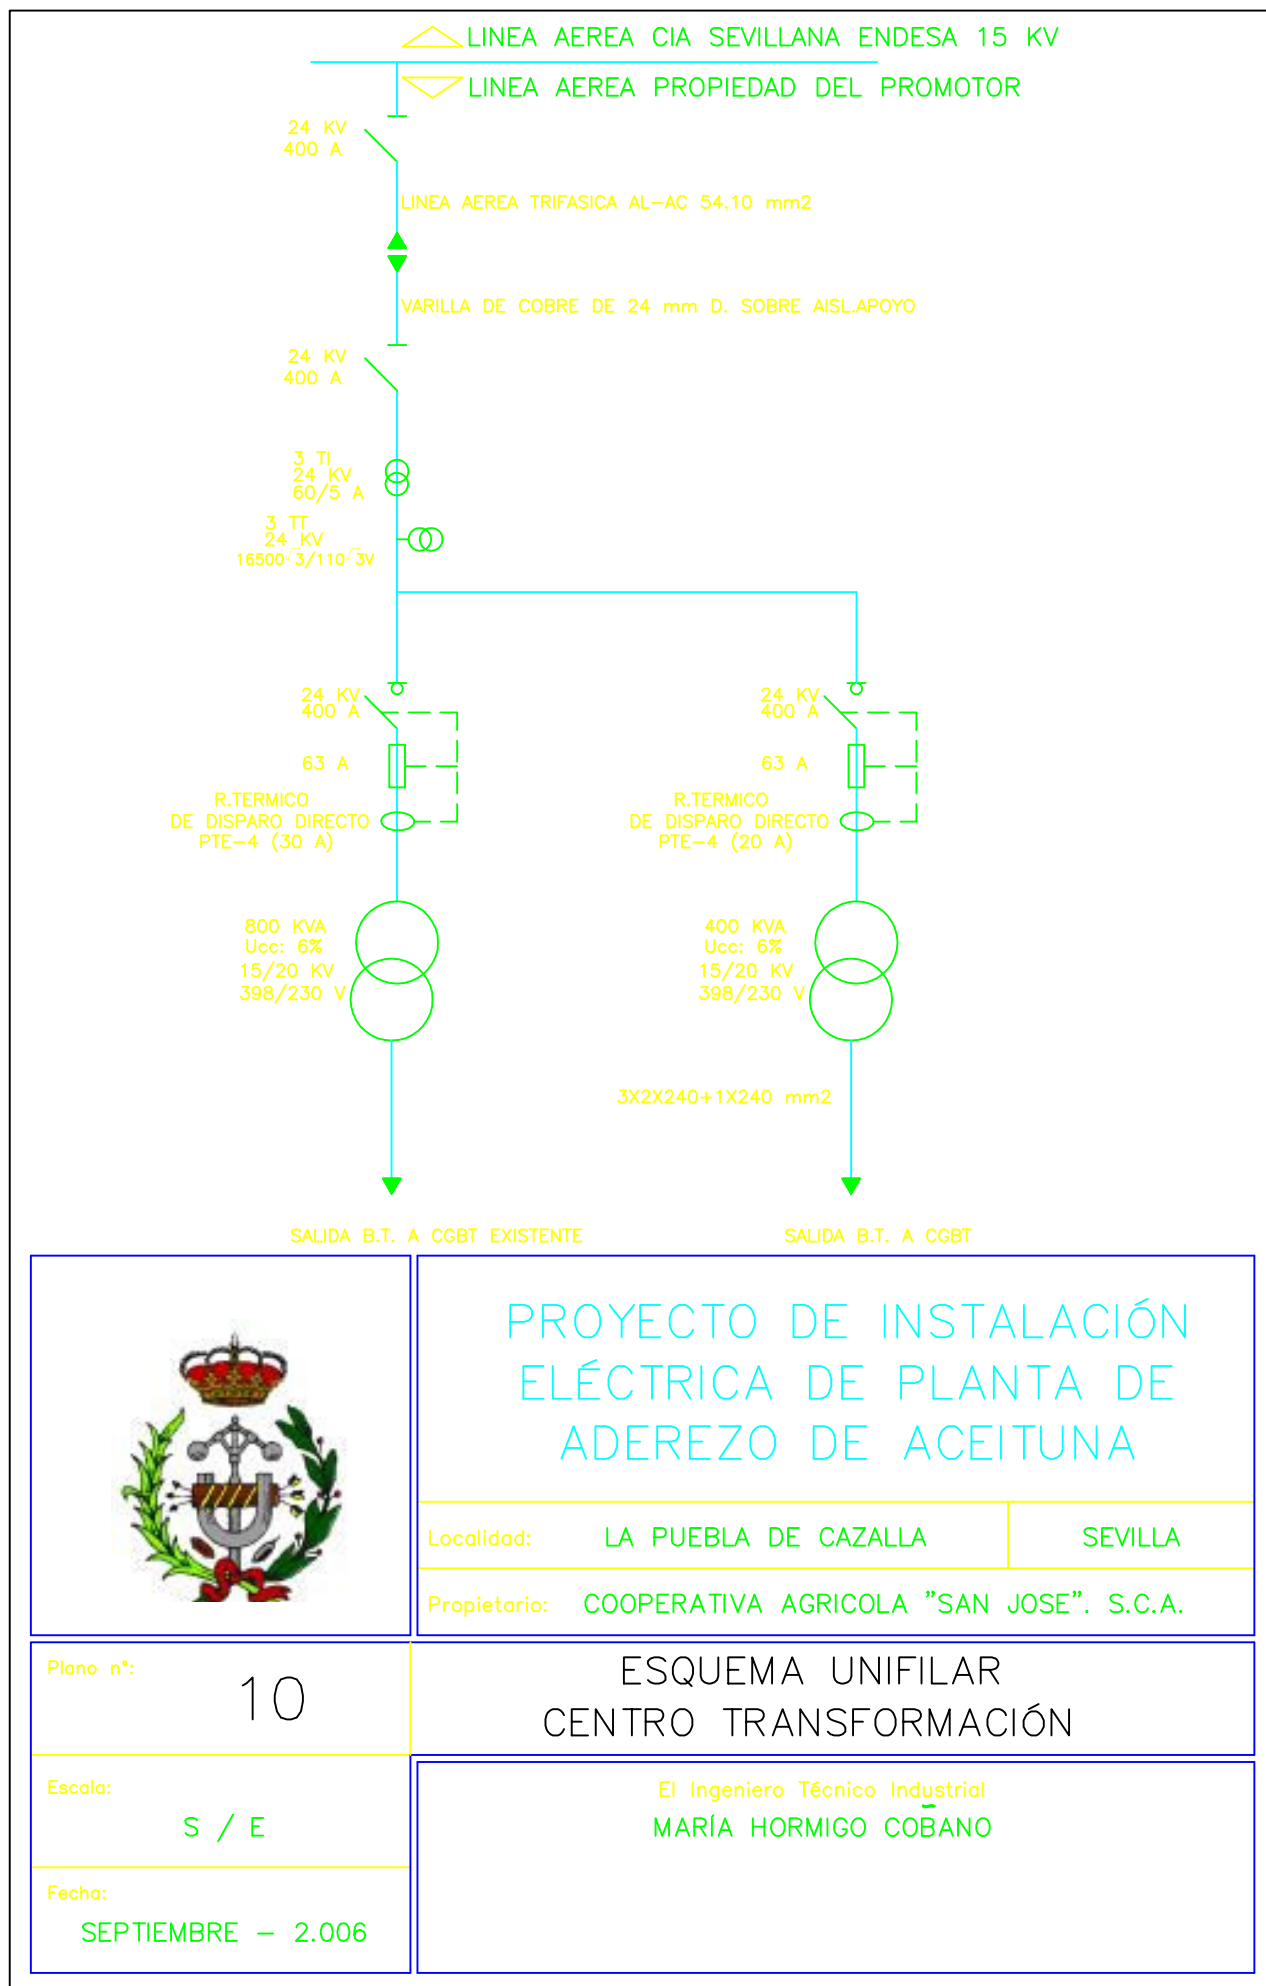 LINEA AEREA CIA SEVILLANA ENDESA 15 KV
LINEA AEREA PROPIEDAD DEL PROMOTOR
24 KV
400 A
LINEA AEREA TRIFASICA AL-AC 54.10 mm2
VARILLA DE COBRE DE 24 mm D. SOBRE AISL.APOYO
24 KV
400 A
3 TI
24 KV
60/5 A
3 TT
24 KV
16500·√3/110·√3V
24 KV
400 A
63 A
R.TERMICO
DE DISPARO DIRECTO
PTE-4 (30 A)
800 KVA
Ucc: 6%
15/20 KV
398/230 V
SALIDA B.T. A CGBT EXISTENTE
24 KV
400 A
63 A
R.TERMICO
DE DISPARO DIRECTO
PTE-4 (20 A)
400 KVA
Ucc: 6%
15/20 KV
398/230 V
3X2X240+1X240 mm2
SALIDA B.T. A CGBT
PROYECTO DE INSTALACIÓN
ELÉCTRICA DE PLANTA DE
ADEREZO DE ACEITUNA
Localidad: LA PUEBLA DE CAZALLA SEVILLA
Propietario: COOPERATIVA AGRICOLA "SAN JOSE". S.C.A.
Plano n°: 10
ESQUEMA UNIFILAR
CENTRO TRANSFORMACIÓN
Escala:
S / E
Fecha:
SEPTIEMBRE - 2.006
El Ingeniero Técnico Industrial
MARÍA HORMIGO COBANO